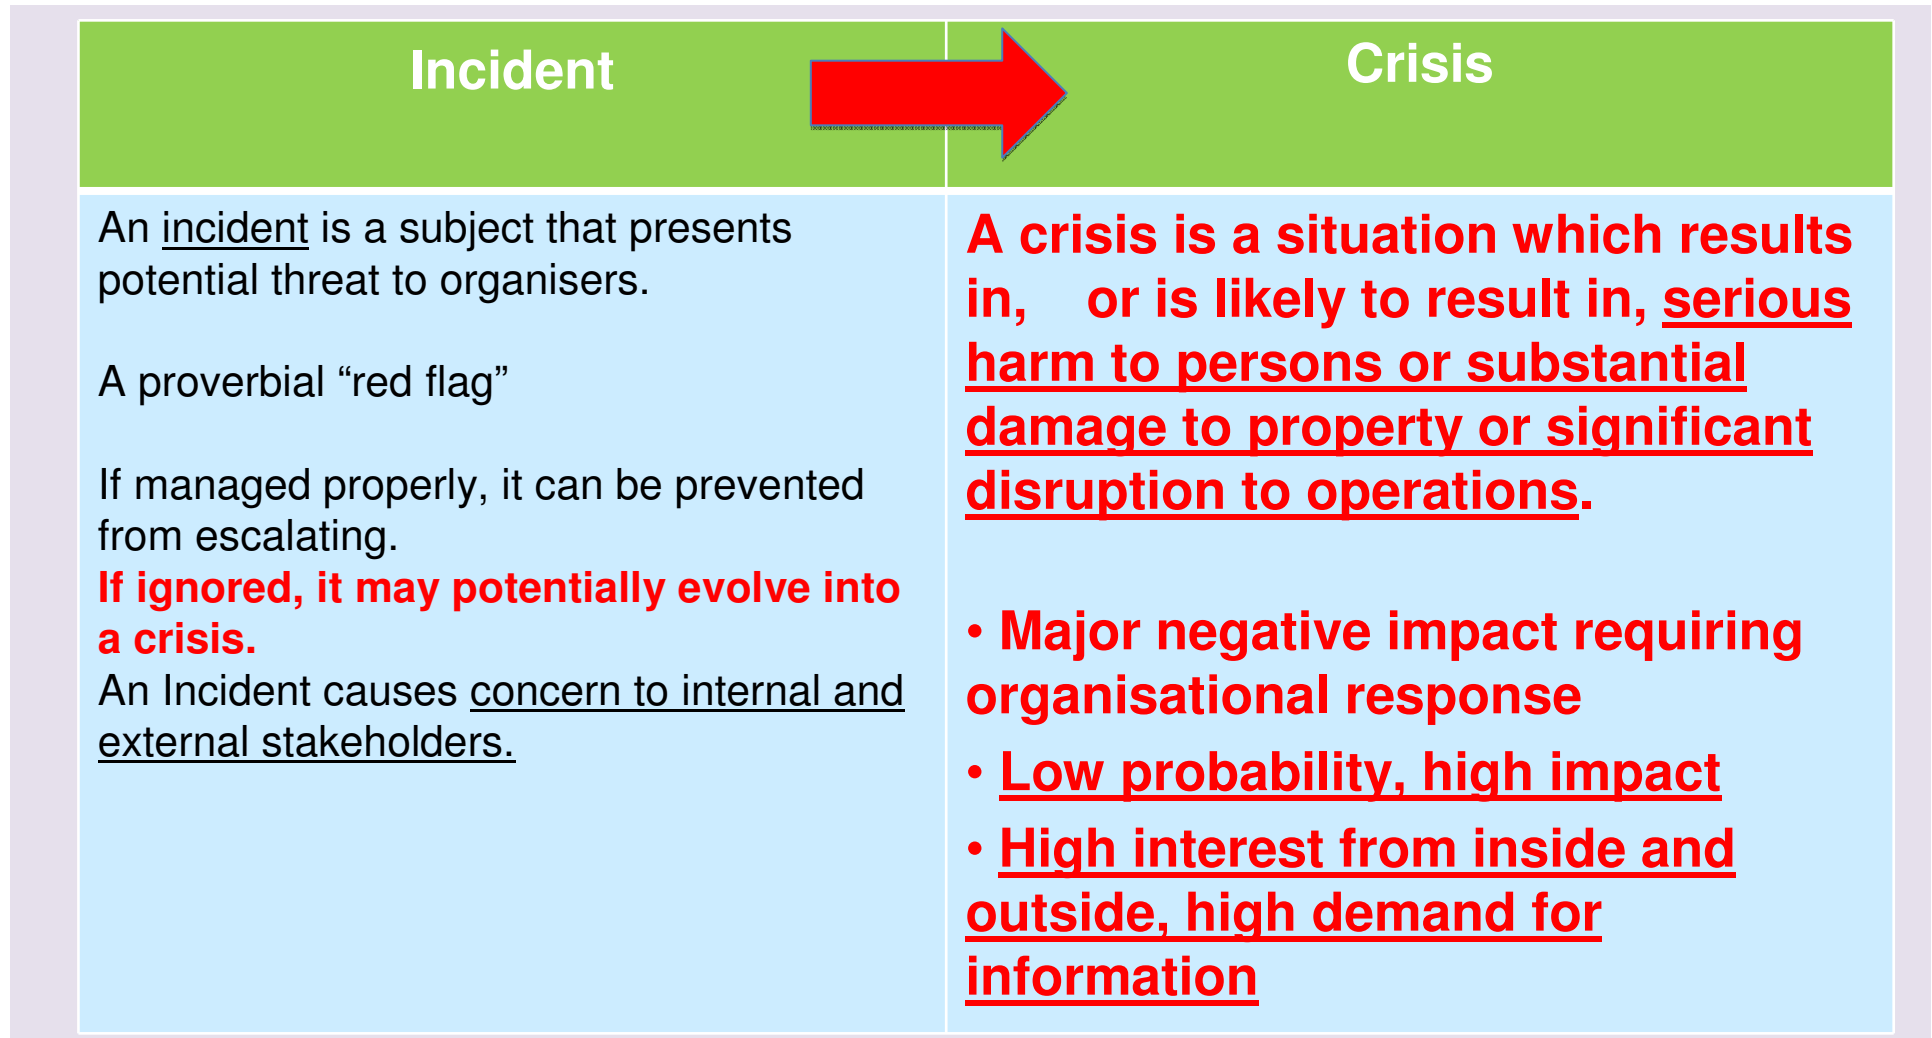 Incident
Crisis
An incident is a subject that presents
potential threat to organisers.
A proverbial “red flag”
If managed properly, it can be prevented
from escalating.
If ignored, it may potentially evolve into
a crisis.
An Incident causes concern to internal and
external stakeholders.
A crisis is a situation which results
in, or is likely to result in, serious
harm to persons or substantial
damage to property or significant
disruption to operations.
• Major negative impact requiring
organisational response
• Low probability, high impact
• High interest from inside and
outside, high demand for
information